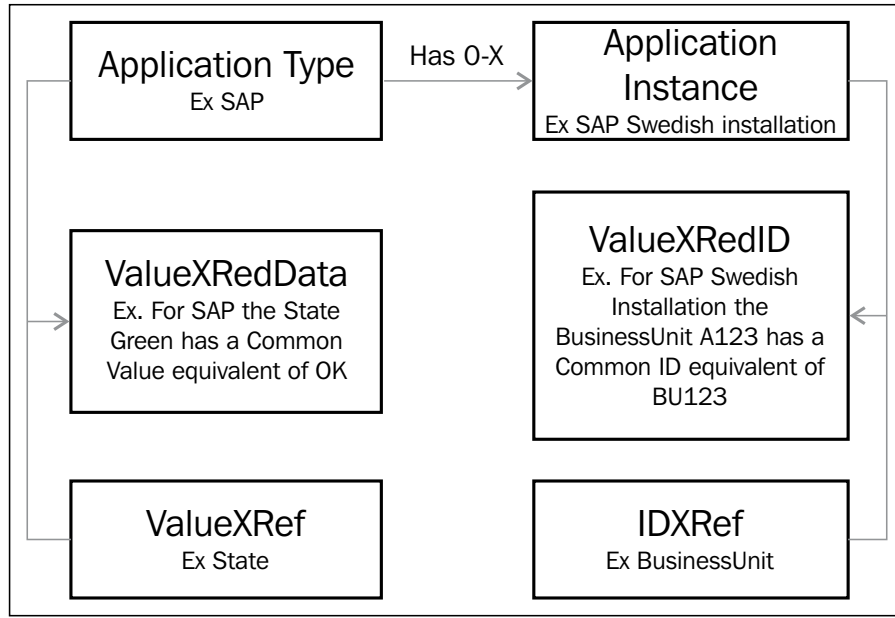 Application Type
Ex SAP
Has 0-X
Application
Instance
Ex SAP Swedish installation
ValueXRedData
Ex. For SAP the State
Green has a Common
Value equivalent of OK
ValueXRedID
Ex. For SAP Swedish
Installation the
BusinessUnit A123 has a
Common ID equivalent of
BU123
ValueXRef
Ex State
IDXRef
Ex BusinessUnit